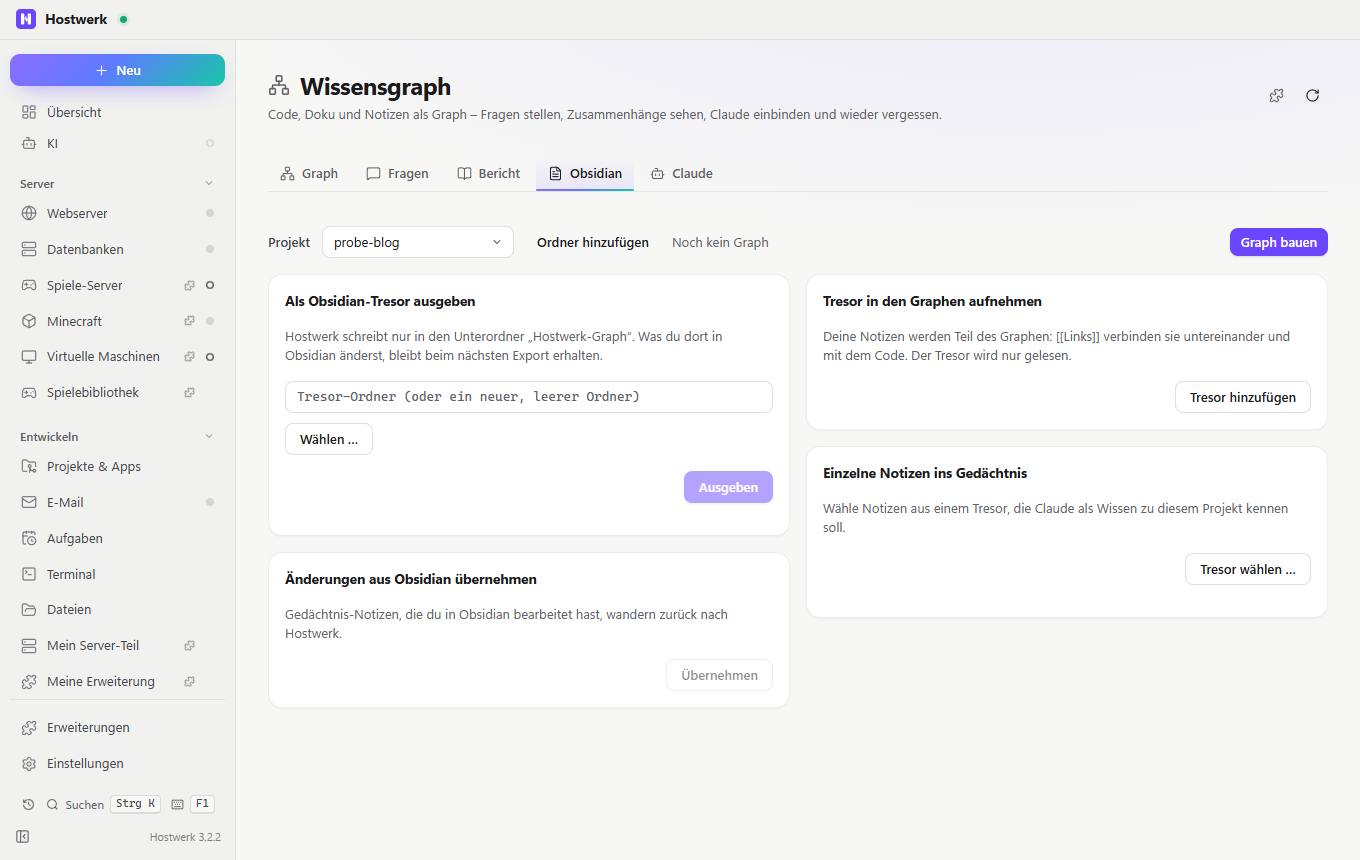 Hostwerk
Neu
Übersicht
KI
Server
Webserver
Datenbanken
Spiele-Server
Minecraft
Virtuelle Maschinen
Spielebibliothek
Entwickeln
Projekte & Apps
E-Mail
Aufgaben
Terminal
Dateien
Mein Server-Teil
Meine Erweiterung
Erweiterungen
Einstellungen
Suchen Strg K F1
Hostwerk 3.2.2
Wissensgraph
Code, Doku und Notizen als Graph – Fragen stellen, Zusammenhänge sehen, Claude einbinden und wieder vergessen.
Graph Fragen Bericht Obsidian Claude
Projekt probe-blog Ordner hinzufügen Noch kein Graph Graph bauen
Als Obsidian-Tresor ausgeben
Hostwerk schreibt nur in den Unterordner „Hostwerk-Graph“. Was du dort in
Obsidian änderst, bleibt beim nächsten Export erhalten.
Tresor-Ordner (oder ein neuer, leerer Ordner)
Wählen ...
Ausgeben
Änderungen aus Obsidian übernehmen
Gedächtnis-Notizen, die du in Obsidian bearbeitet hast, wandern zurück nach
Hostwerk.
Übernehmen
Tresor in den Graphen aufnehmen
Deine Notizen werden Teil des Graphen: [[Links]] verbinden sie untereinander und
mit dem Code. Der Tresor wird nur gelesen.
Tresor hinzufügen
Einzelne Notizen ins Gedächtnis
Wähle Notizen aus einem Tresor, die Claude als Wissen zu diesem Projekt kennen
soll.
Tresor wählen ...